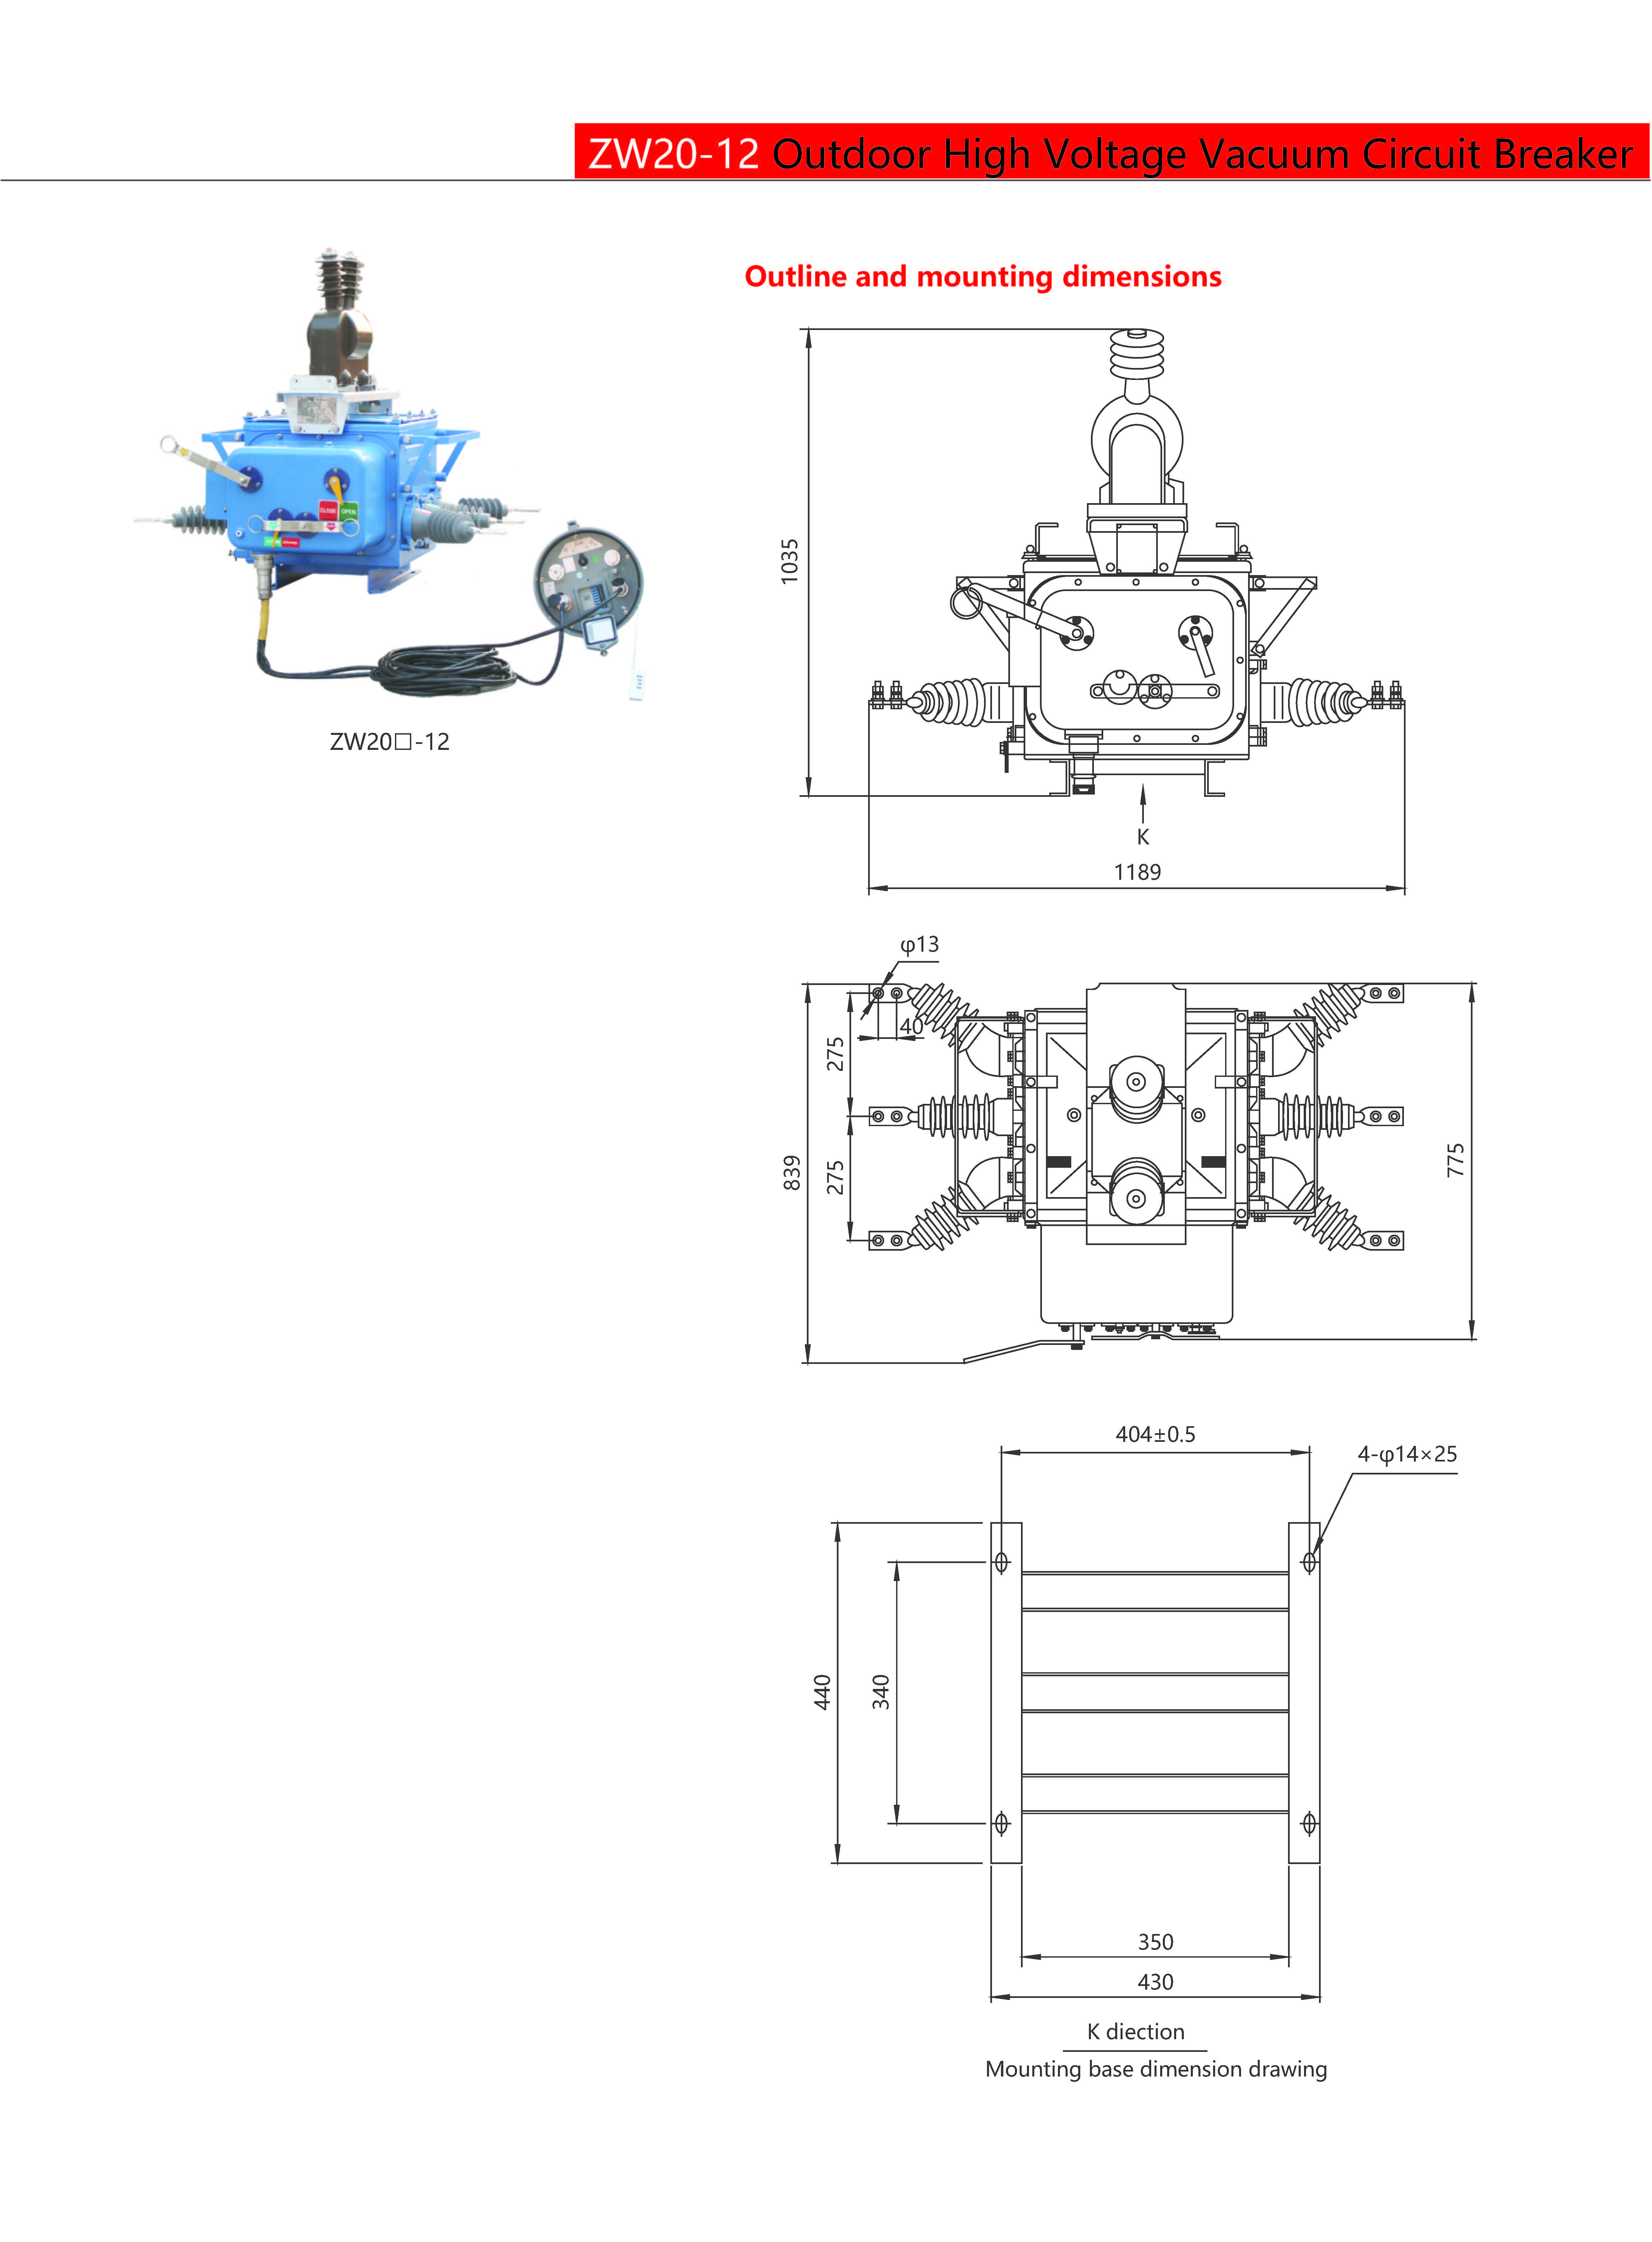 ZW20-12 Outdoor High Voltage Vacuum Circuit Breaker
Outline and mounting dimensions
CLOSE
OPEN
ZW20□-12
1035
K
1189
φ13
40
275
275
839
775
404±0.5
4-φ14×25
440
340
350
430
K diection
Mounting base dimension drawing